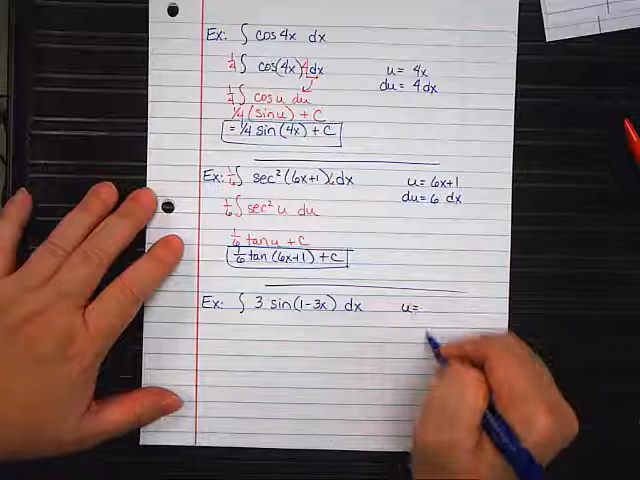 Ex: ∫ cos 4x dx
1/4 ∫ cos(4x) 4dx u = 4x
du = 4dx
1/4 ∫ cos u du
1/4 (sin u) + C
= 1/4 sin(4x) + C
Ex: 1/6 ∫ sec² (6x+1) 6 dx u = 6x+1
du = 6 dx
1/6 ∫ sec² u du
1/6 tan u + C
1/6 tan (6x+1) + C
Ex: ∫ 3 sin(1-3x) dx u =